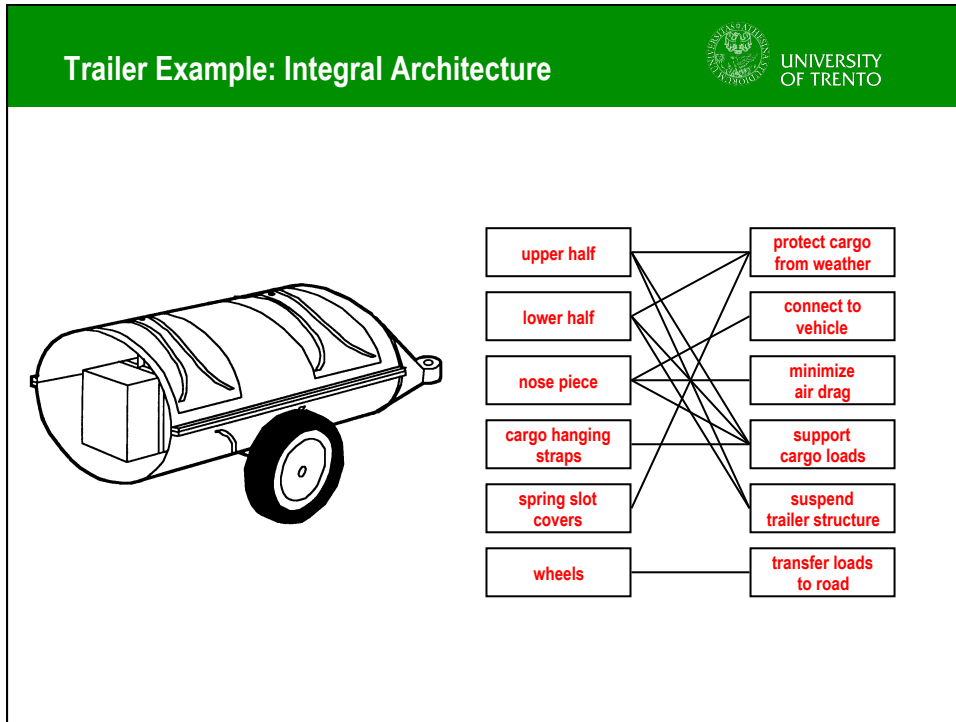 Trailer Example: Integral Architecture
UNIVERSITY
OF TRENTO
upper half
lower half
nose piece
cargo hanging
straps
spring slot
covers
wheels
protect cargo
from weather
connect to
vehicle
minimize
air drag
support
cargo loads
suspend
trailer structure
transfer loads
to road